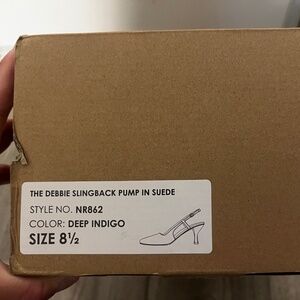 THE DEBBIE SLINGBACK PUMP IN SUEDE
STYLE NO. NR862
COLOR: DEEP INDIGO
SIZE 8½